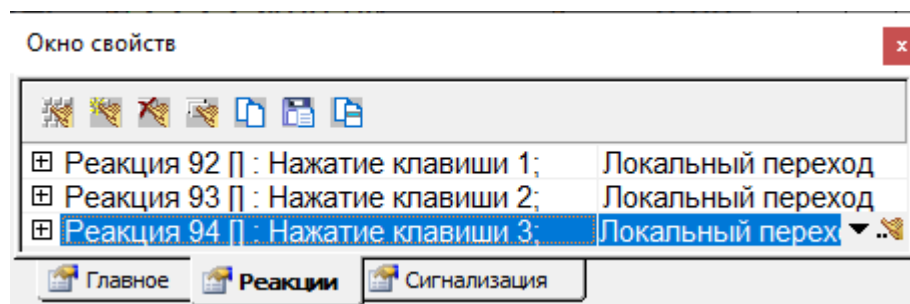 Окно свойств
x
Реакция 92 [] : Нажатие клавиши 1; Локальный переход
Реакция 93 [] : Нажатие клавиши 2; Локальный переход
Реакция 94 [] : Нажатие клавиши 3; Локальный перехо
Главное Реакции Сигнализация